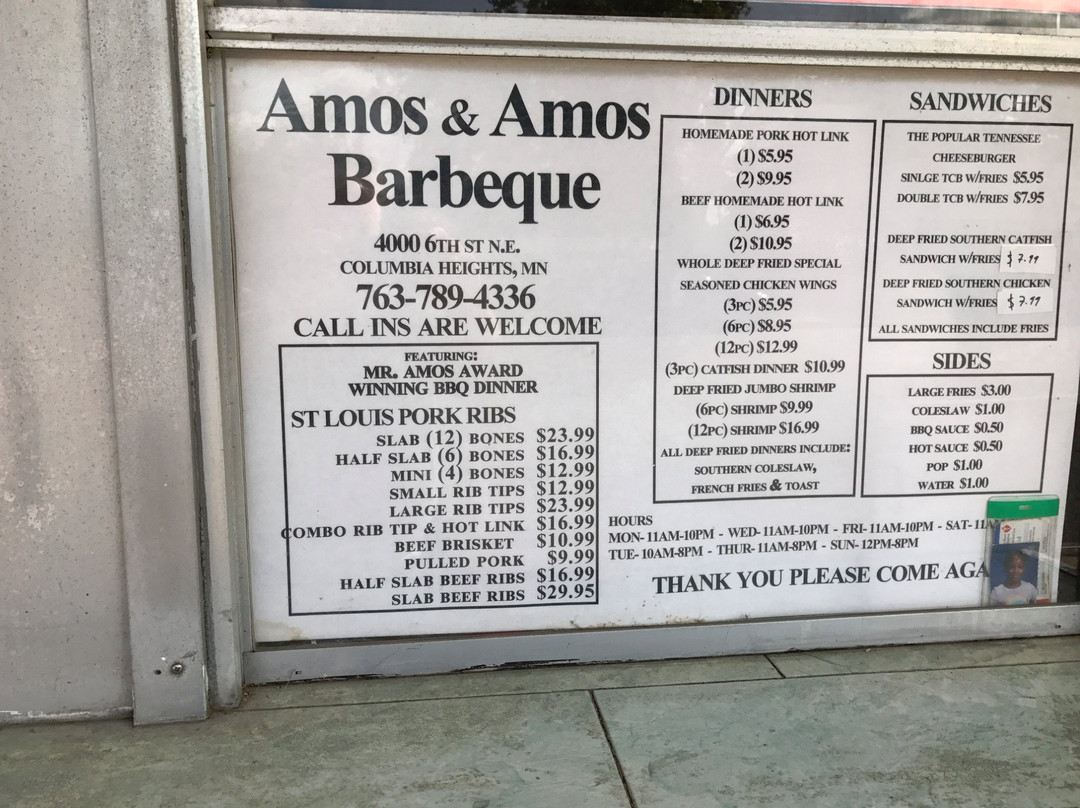 Amos & Amos
Barbeque
4000 6TH ST N.E.
COLUMBIA HEIGHTS, MN
763-789-4336
CALL INS ARE WELCOME
FEATURING:
MR. AMOS AWARD
WINNING BBQ DINNER
ST LOUIS PORK RIBS
SLAB (12) BONES $23.99
HALF SLAB (6) BONES $16.99
MINI (4) BONES $12.99
SMALL RIB TIPS $12.99
LARGE RIB TIPS $23.99
COMBO RIB TIP & HOT LINK $16.99
BEEF BRISKET $10.99
PULLED PORK $9.99
HALF SLAB BEEF RIBS $16.99
SLAB BEEF RIBS $29.95
DINNERS
HOMEMADE PORK HOT LINK
(1) $5.95
(2) $9.95
BEEF HOMEMADE HOT LINK
(1) $6.95
(2) $10.95
WHOLE DEEP FRIED SPECIAL
SEASONED CHICKEN WINGS
(3PC) $5.95
(6PC) $8.95
(12PC) $12.99
(3PC) CATFISH DINNER $10.99
DEEP FRIED JUMBO SHRIMP
(6PC) SHRIMP $9.99
(12PC) SHRIMP $16.99
ALL DEEP FRIED DINNERS INCLUDE:
SOUTHERN COLESLAW,
FRENCH FRIES & TOAST
SANDWICHES
THE POPULAR TENNESSEE
CHEESEBURGER
SINLGE TCB W/FRIES $5.95
DOUBLE TCB W/FRIES $7.95
DEEP FRIED SOUTHERN CATFISH
SANDWICH W/FRIES $7.99
DEEP FRIED SOUTHERN CHICKEN
SANDWICH W/FRIES $7.99
ALL SANDWICHES INCLUDE FRIES
SIDES
LARGE FRIES $3.00
COLESLAW $1.00
BBQ SAUCE $0.50
HOT SAUCE $0.50
POP $1.00
WATER $1.00
HOURS
MON- 11AM-10PM - WED- 11AM-10PM - FRI- 11AM-10PM - SAT- 11A
TUE- 10AM-8PM - THUR- 11AM-8PM - SUN- 12PM-8PM
THANK YOU PLEASE COME AGA